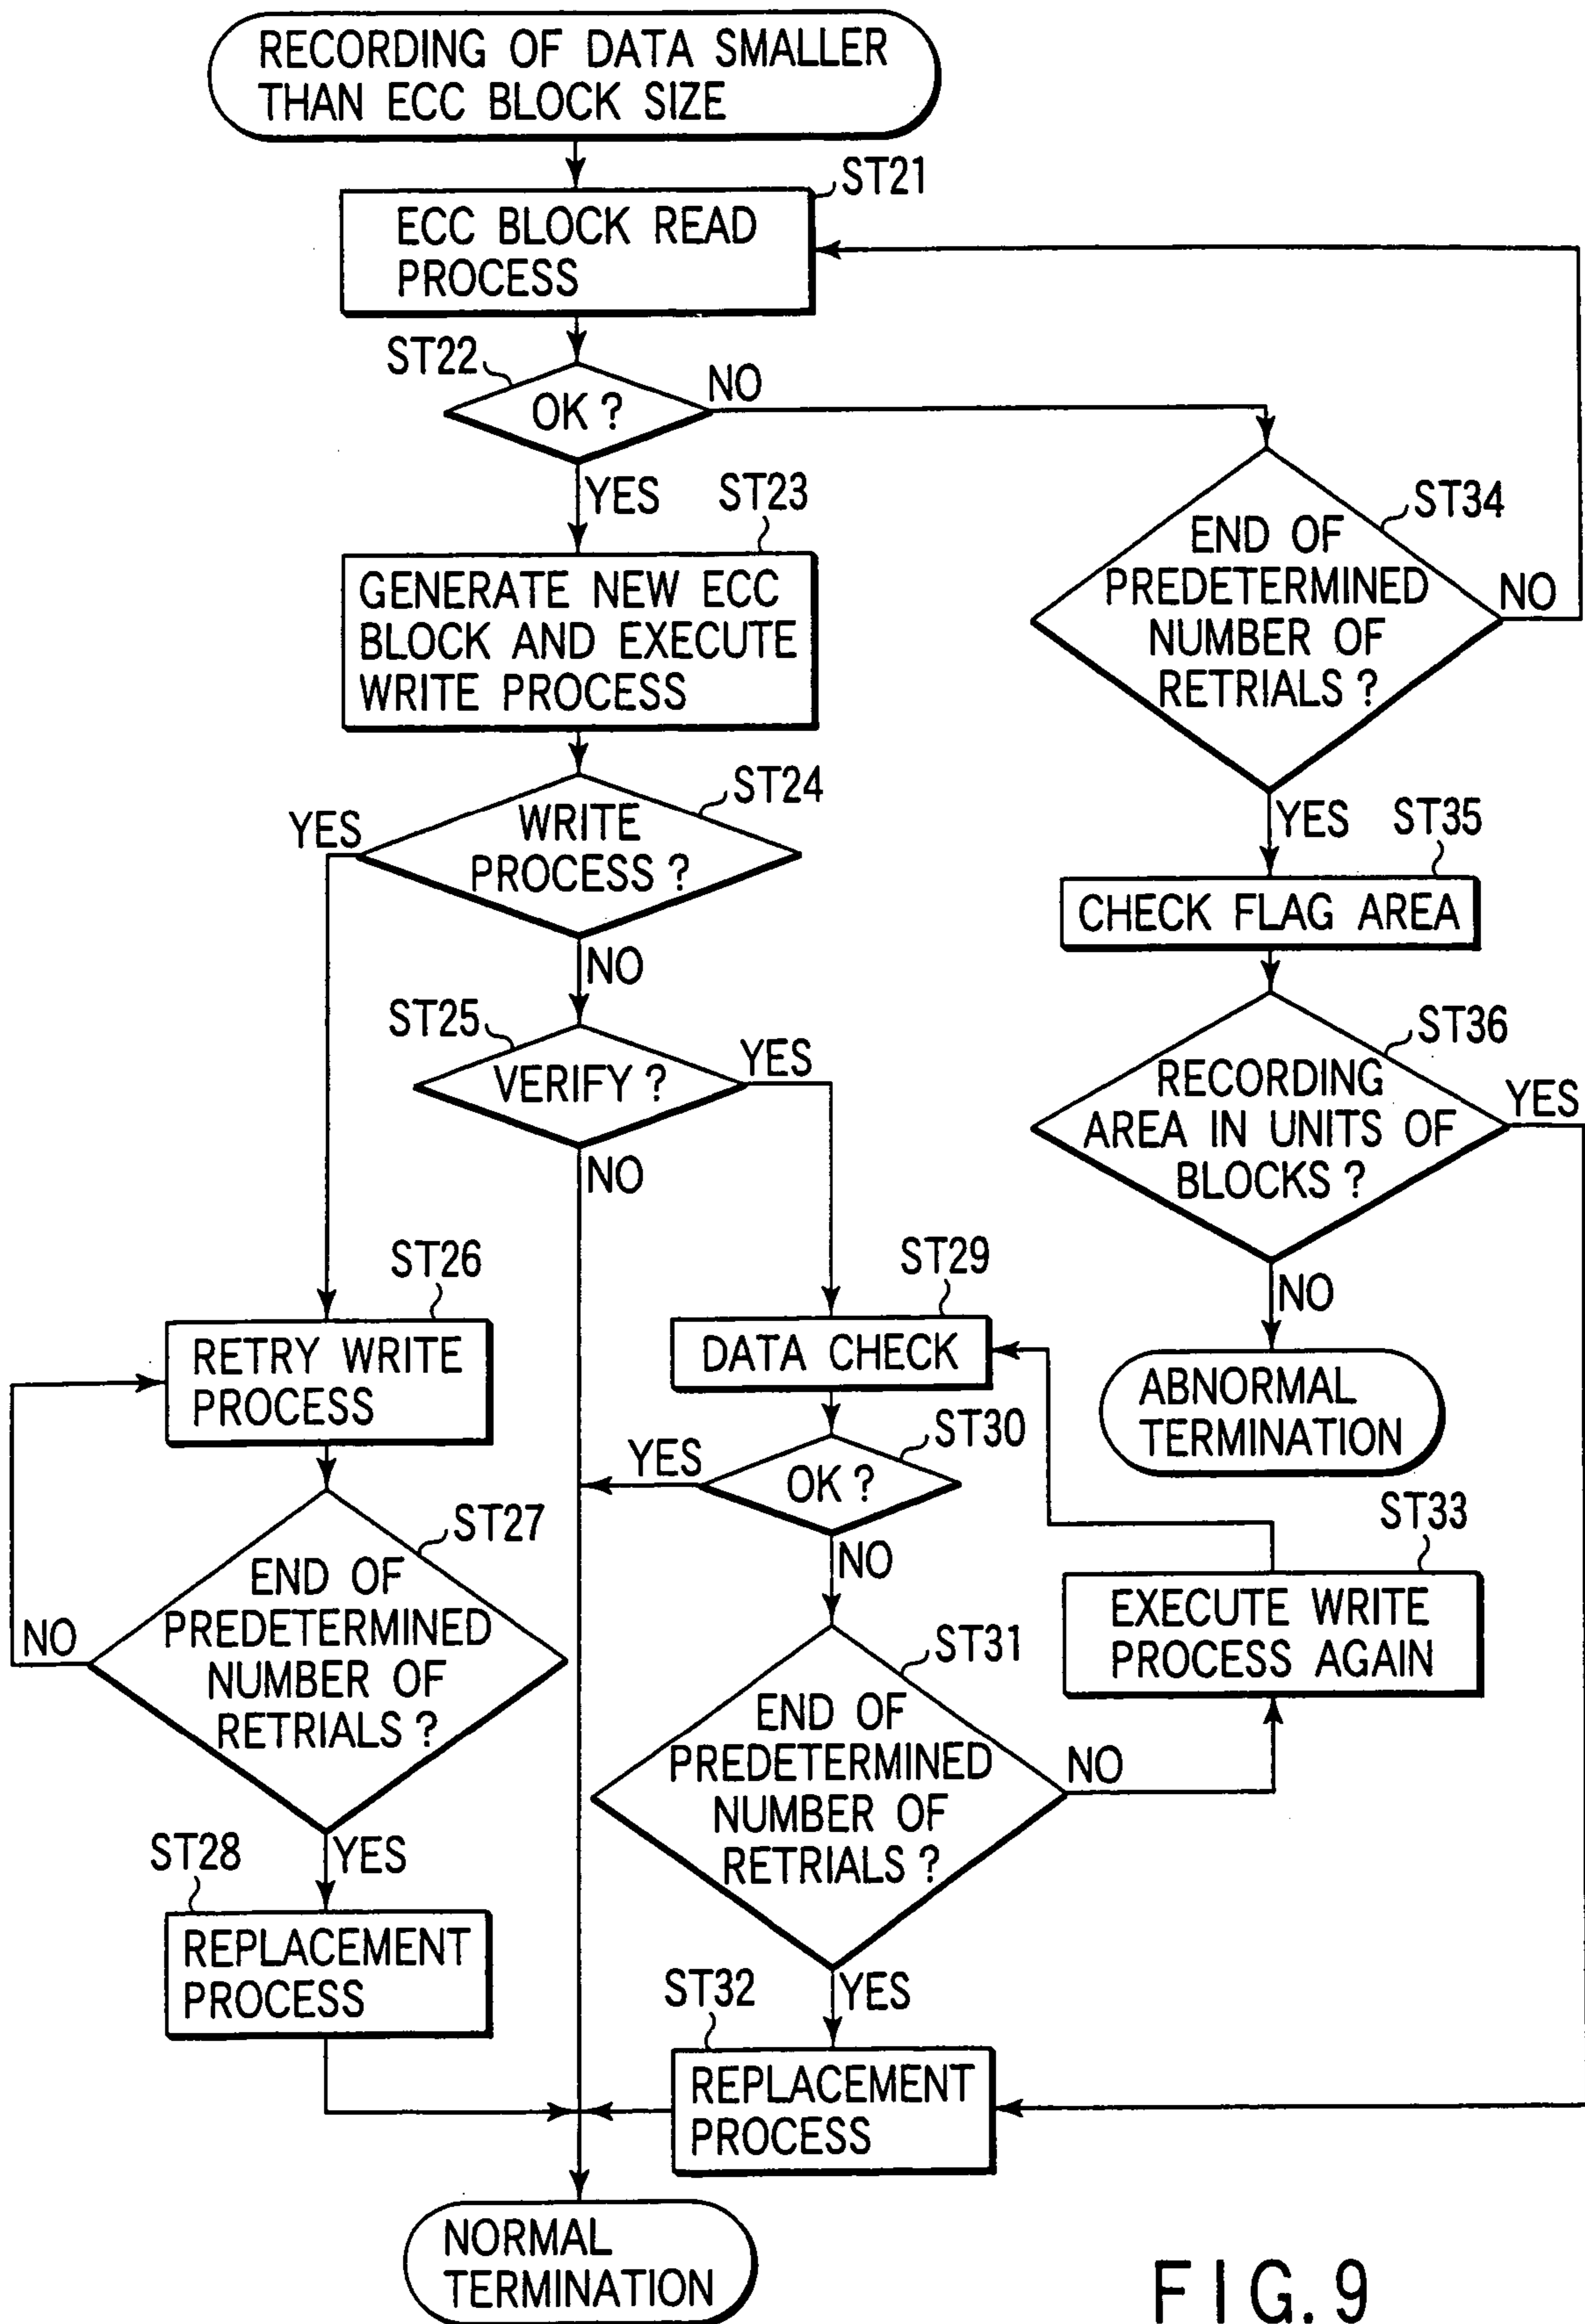 RECORDING OF DATA SMALLER
THAN ECC BLOCK SIZE
ST21
ECC BLOCK READ
PROCESS
ST22
OK ?
NO
YES
ST23
GENERATE NEW ECC
BLOCK AND EXECUTE
WRITE PROCESS
ST34
END OF
PREDETERMINED
NUMBER OF
RETRIALS ?
NO
YES
ST24
WRITE
PROCESS ?
YES
NO
ST35
CHECK FLAG AREA
ST25
VERIFY ?
YES
NO
ST36
RECORDING
AREA IN UNITS OF
BLOCKS ?
YES
NO
ABNORMAL
TERMINATION
ST26
RETRY WRITE
PROCESS
ST29
DATA CHECK
ST30
OK ?
YES
NO
ST27
END OF
PREDETERMINED
NUMBER OF
RETRIALS ?
NO
YES
ST33
EXECUTE WRITE
PROCESS AGAIN
ST31
END OF
PREDETERMINED
NUMBER OF
RETRIALS ?
NO
YES
ST28
REPLACEMENT
PROCESS
ST32
REPLACEMENT
PROCESS
NORMAL
TERMINATION
FIG. 9